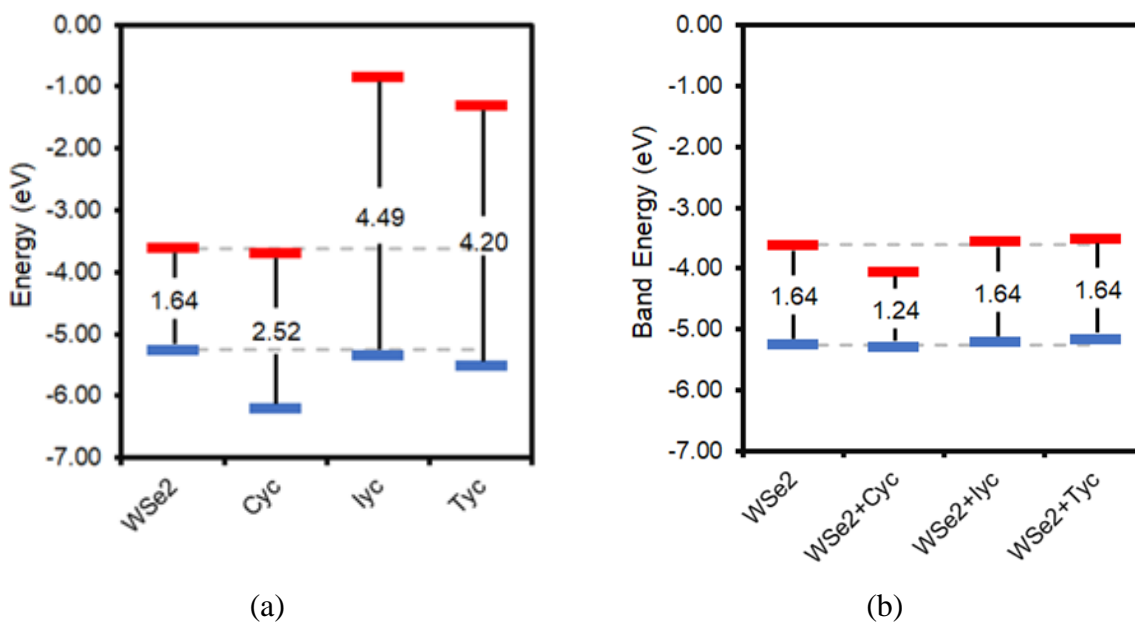 0.00
-1.00
-2.00
-3.00
-4.00
-5.00
-6.00
-7.00
Energy (eV)
1.64
2.52
4.49
4.20
WSe2
Cyc
Iyc
Tyc
(a)
0.00
-1.00
-2.00
-3.00
-4.00
-5.00
-6.00
-7.00
Band Energy (eV)
1.64
1.24
1.64
1.64
WSe2
WSe2+Cyc
WSe2+Iyc
WSe2+Tyc
(b)